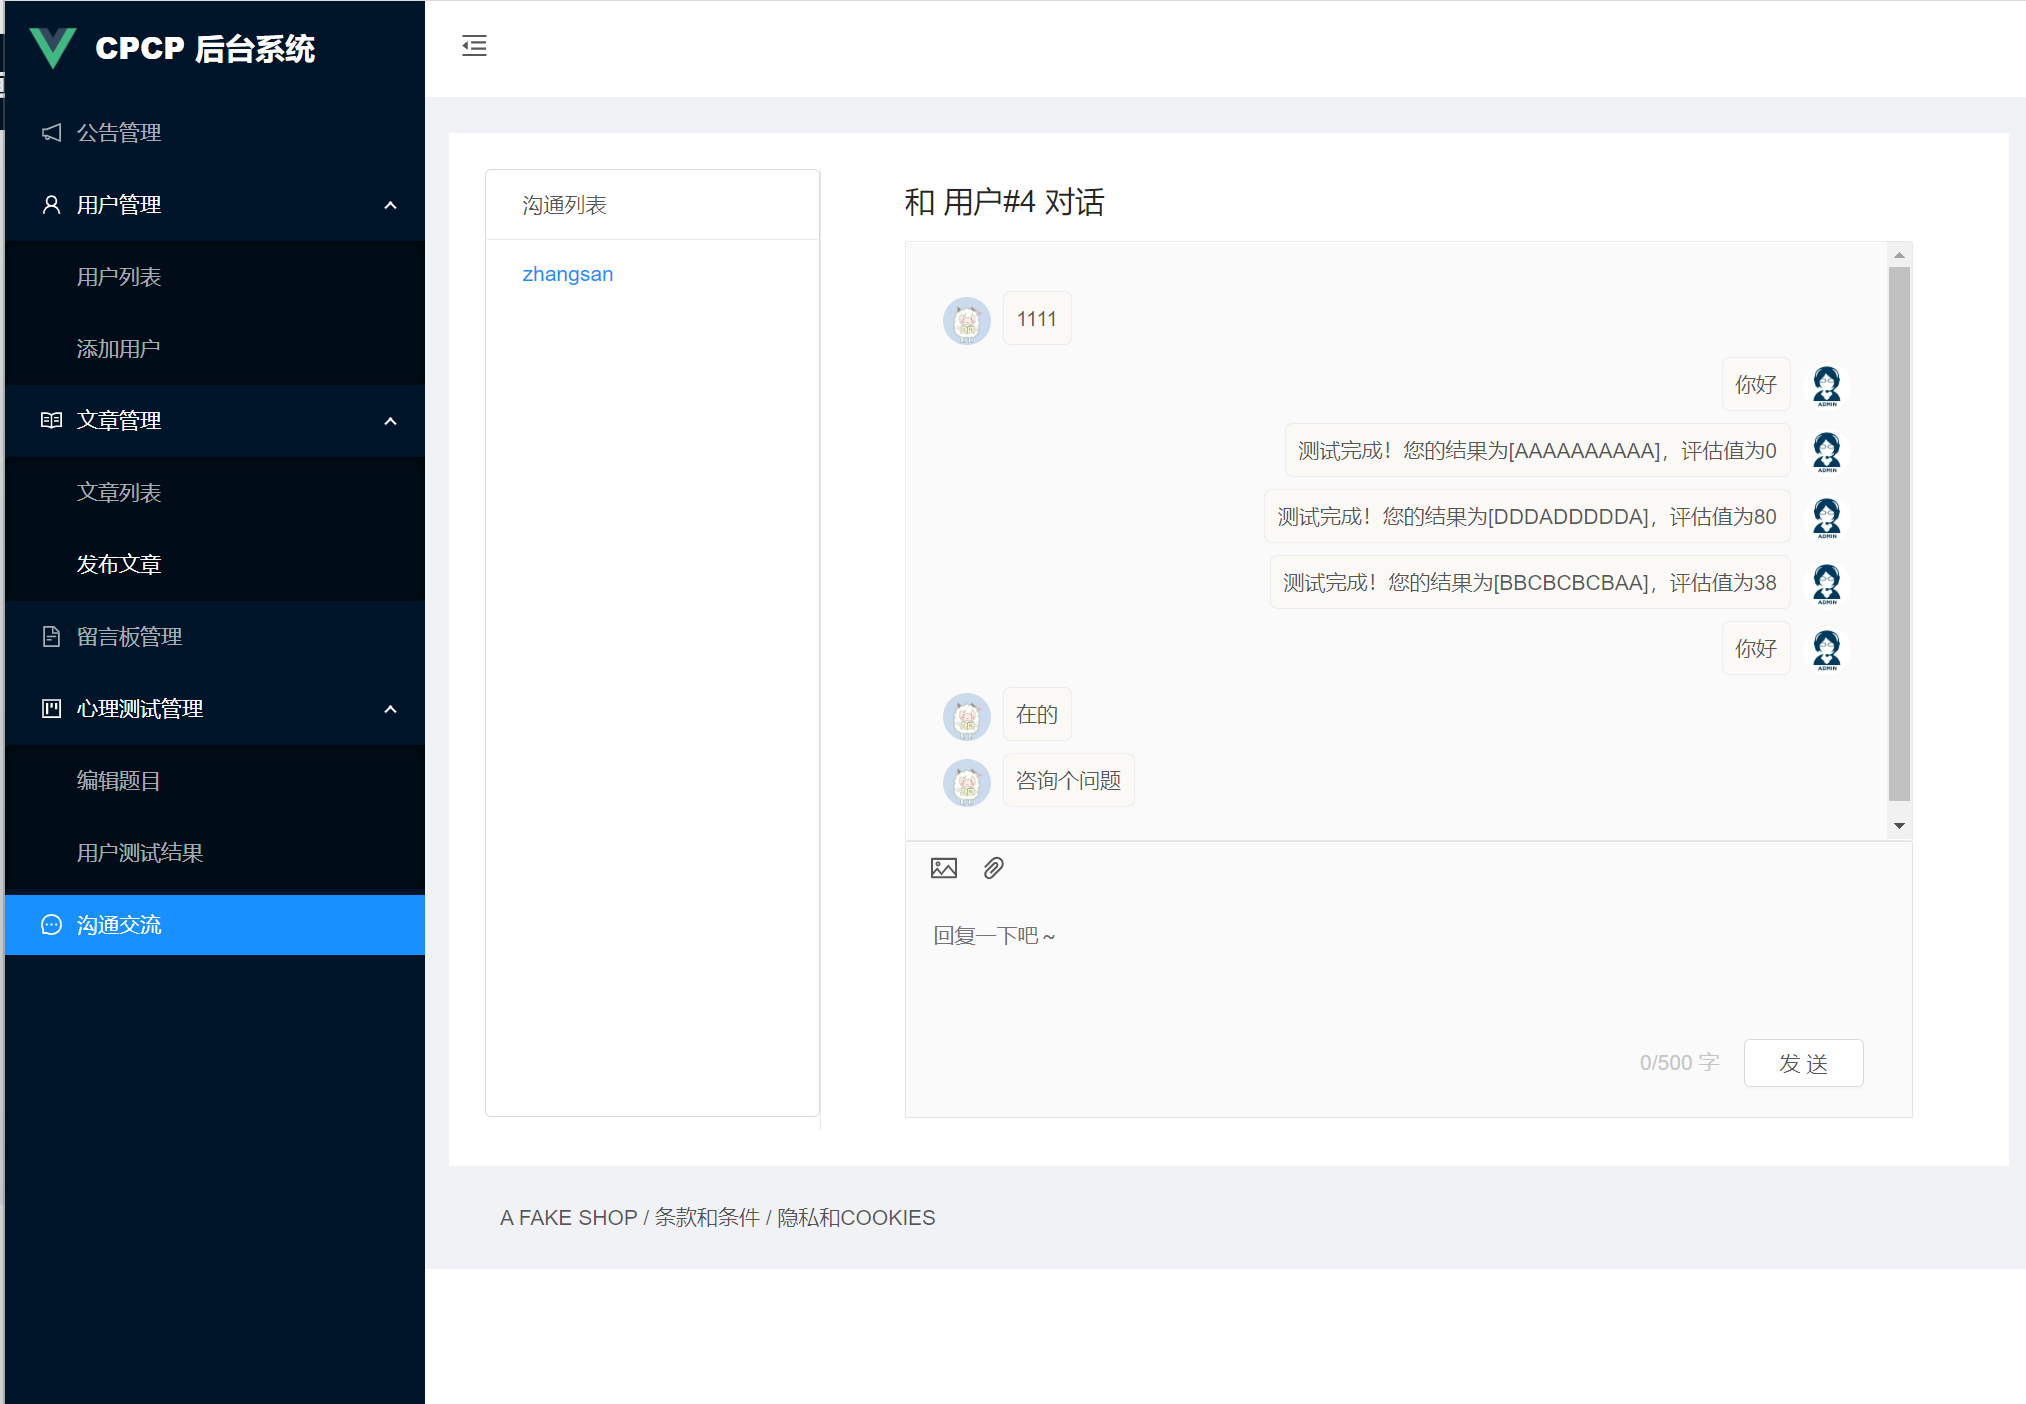 CPCP 后台系统
公告管理
用户管理
用户列表
添加用户
文章管理
文章列表
发布文章
留言板管理
心理测试管理
编辑题目
用户测试结果
沟通交流
沟通列表
zhangsan
和 用户#4 对话
1111
你好
ADMIN
测试完成！您的结果为[AAAAAAAAAA]，评估值为0
ADMIN
测试完成！您的结果为[DDDADDDDDA]，评估值为80
ADMIN
测试完成！您的结果为[BBCBCBCBAA]，评估值为38
ADMIN
你好
ADMIN
在的
咨询个问题
回复一下吧～
0/500 字
发 送
A FAKE SHOP / 条款和条件 / 隐私和COOKIES